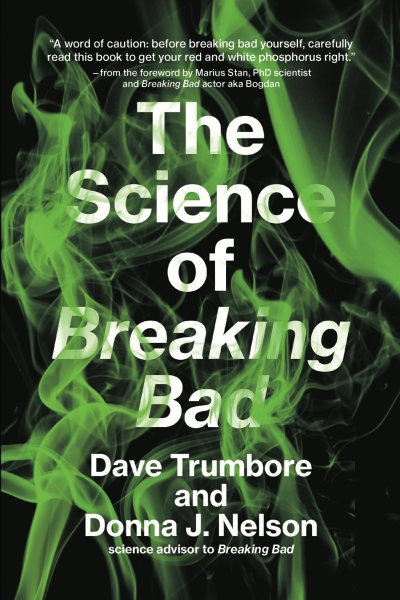 “A word of caution: before breaking bad yourself, carefully
read this book to get your red and white phosphorus right.”
—from the foreword by Marius Stan, PhD scientist
and Breaking Bad actor aka Bogdan
The
Science
of
Breaking
Bad
Dave Trumbore
and
Donna J. Nelson
science advisor to Breaking Bad